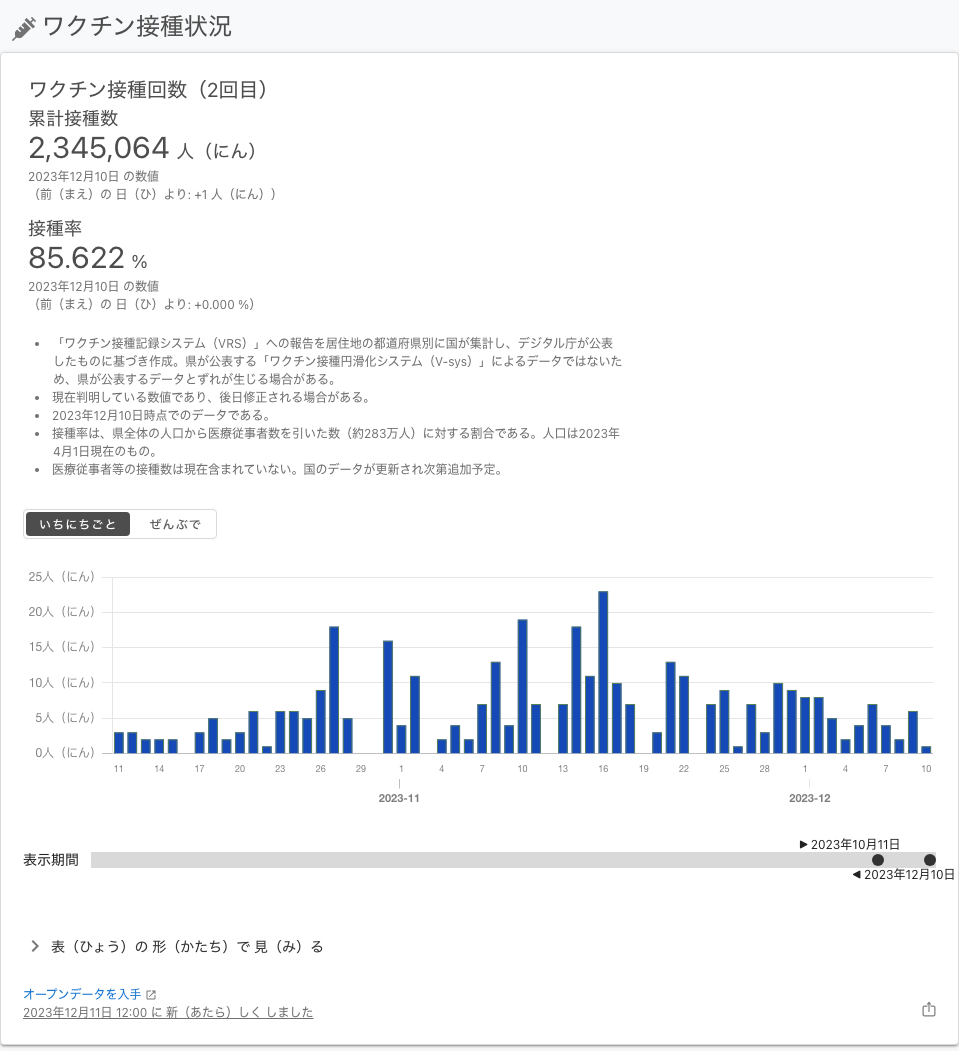 ワクチン接種状況
ワクチン接種回数（2回目）
累計接種数
2,345,064 人（にん）
2023年12月10日 の数値
（前（まえ）の 日（ひ）より: +1 人（にん））
接種率
85.622 %
2023年12月10日 の数値
（前（まえ）の 日（ひ）より: +0.000 %）
• 「ワクチン接種記録システム（VRS）」への報告を居住地の都道府県別に国が集計し、デジタル庁が公表
したものに基づき作成。県が公表する「ワクチン接種円滑化システム（V-sys）」によるデータではないた
め、県が公表するデータとずれが生じる場合がある。
• 現在判明している数値であり、後日修正される場合がある。
• 2023年12月10日時点でのデータである。
• 接種率は、県全体の人口から医療従事者数を引いた数（約283万人）に対する割合である。人口は2023年
4月1日現在のもの。
• 医療従事者等の接種数は現在含まれていない。国のデータが更新され次第追加予定。
いちにちごと ぜんぶで
25人（にん）
20人（にん）
15人（にん）
10人（にん）
5人（にん）
0人（にん）
11 14 17 20 23 26 29 1 4 7 10 13 16 19 22 25 28 1 4 7 10
2023-11 2023-12
▶ 2023年10月11日
表示期間
◀ 2023年12月10日
表（ひょう）の 形（かたち）で 見（み）る
オープンデータを入手
2023年12月11日 12:00 に 新（あたら）しく しました